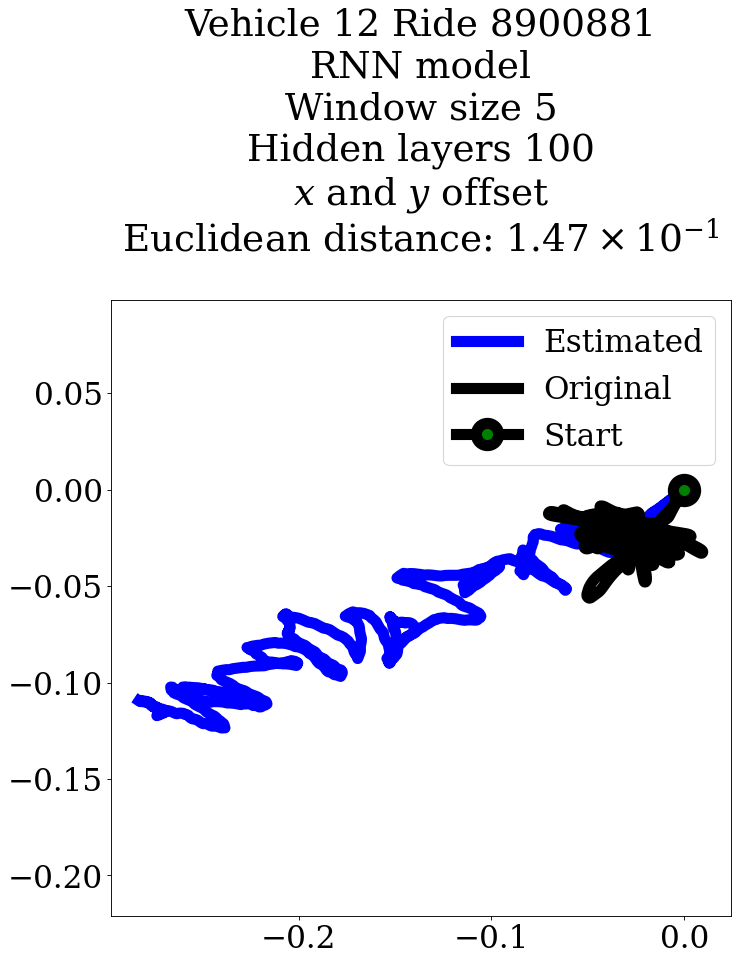 Vehicle 12 Ride 8900881
RNN model
Window size 5
Hidden layers 100
x and y offset
Euclidean distance: 1.47 × 10⁻¹
Estimated
Original
Start
0.05
0.00
−0.05
−0.10
−0.15
−0.20
−0.2
−0.1
0.0